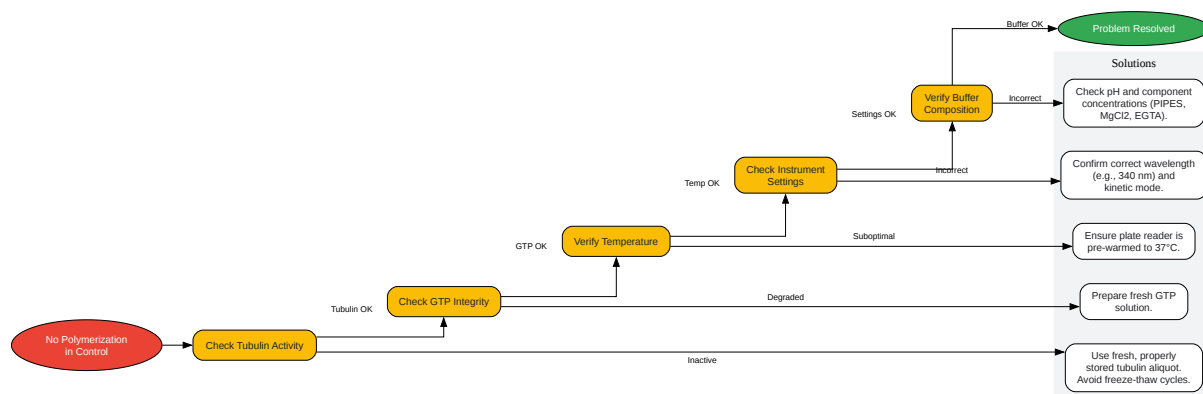 Buffer OK
Problem Resolved
Solutions
Verify Buffer
Composition
Incorrect
Check pH and component
concentrations (PIPES,
MgCl2, EGTA).
Settings OK
Check Instrument
Settings
Incorrect
Confirm correct wavelength
(e.g., 340 nm) and
kinetic mode.
Temp OK
Verify Temperature
Suboptimal
Ensure plate reader is
pre-warmed to 37°C.
GTP OK
Check GTP Integrity
Degraded
Prepare fresh GTP
solution.
Tubulin OK
No Polymerization
in Control
Check Tubulin Activity
Inactive
Use fresh, properly
stored tubulin aliquot.
Avoid freeze-thaw cycles.